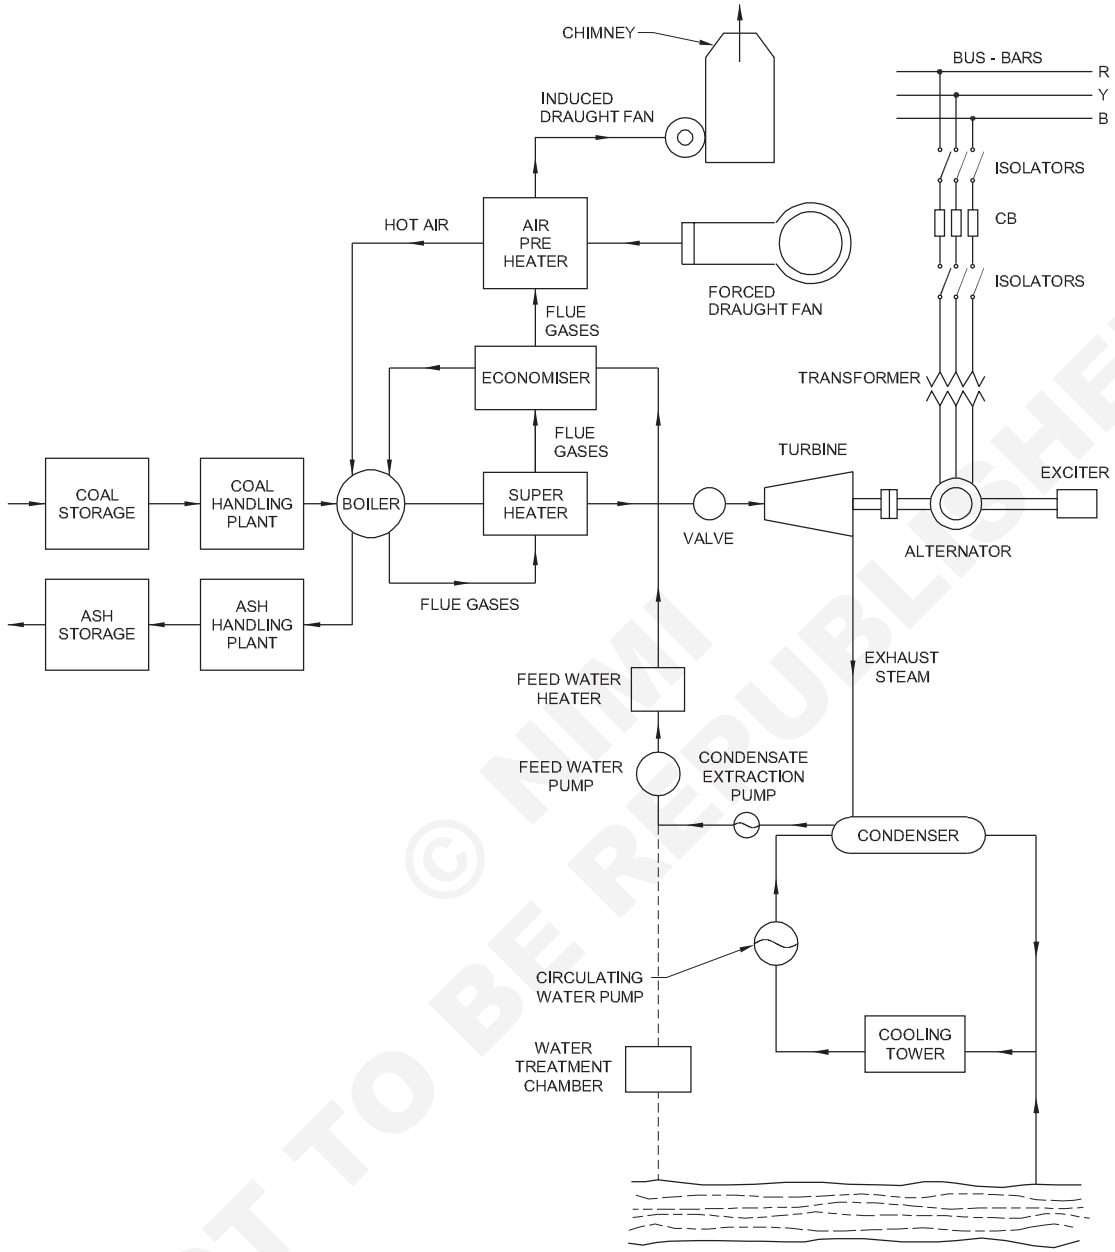 CHIMNEY
BUS - BARS
R
Y
B
INDUCED
DRAUGHT FAN
ISOLATORS
CB
HOT AIR
AIR
PRE
HEATER
ISOLATORS
FORCED
DRAUGHT FAN
FLUE
GASES
ECONOMISER
TRANSFORMER
FLUE
GASES
TURBINE
EXCITER
COAL
STORAGE
COAL
HANDLING
PLANT
BOILER
SUPER
HEATER
VALVE
ALTERNATOR
FLUE GASES
ASH
STORAGE
ASH
HANDLING
PLANT
EXHAUST
STEAM
FEED WATER
HEATER
FEED WATER
PUMP
CONDENSATE
EXTRACTION
PUMP
CONDENSER
CIRCULATING
WATER PUMP
COOLING
TOWER
WATER
TREATMENT
CHAMBER
© NIMI
NOT TO BE REPUBLISHED